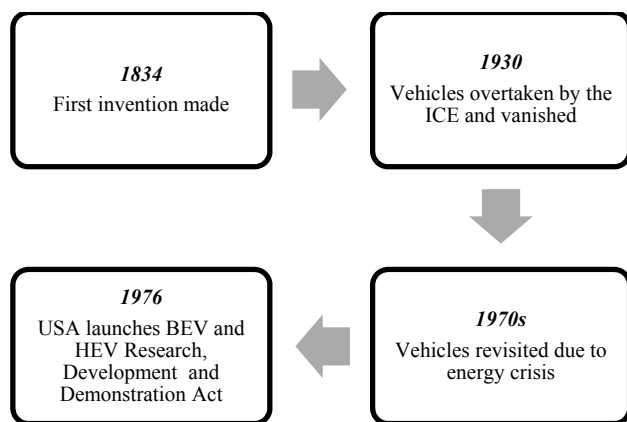 1834
First invention made
1930
Vehicles overtaken by the
ICE and vanished
1970s
Vehicles revisited due to
energy crisis
1976
USA launches BEV and
HEV Research,
Development and
Demonstration Act